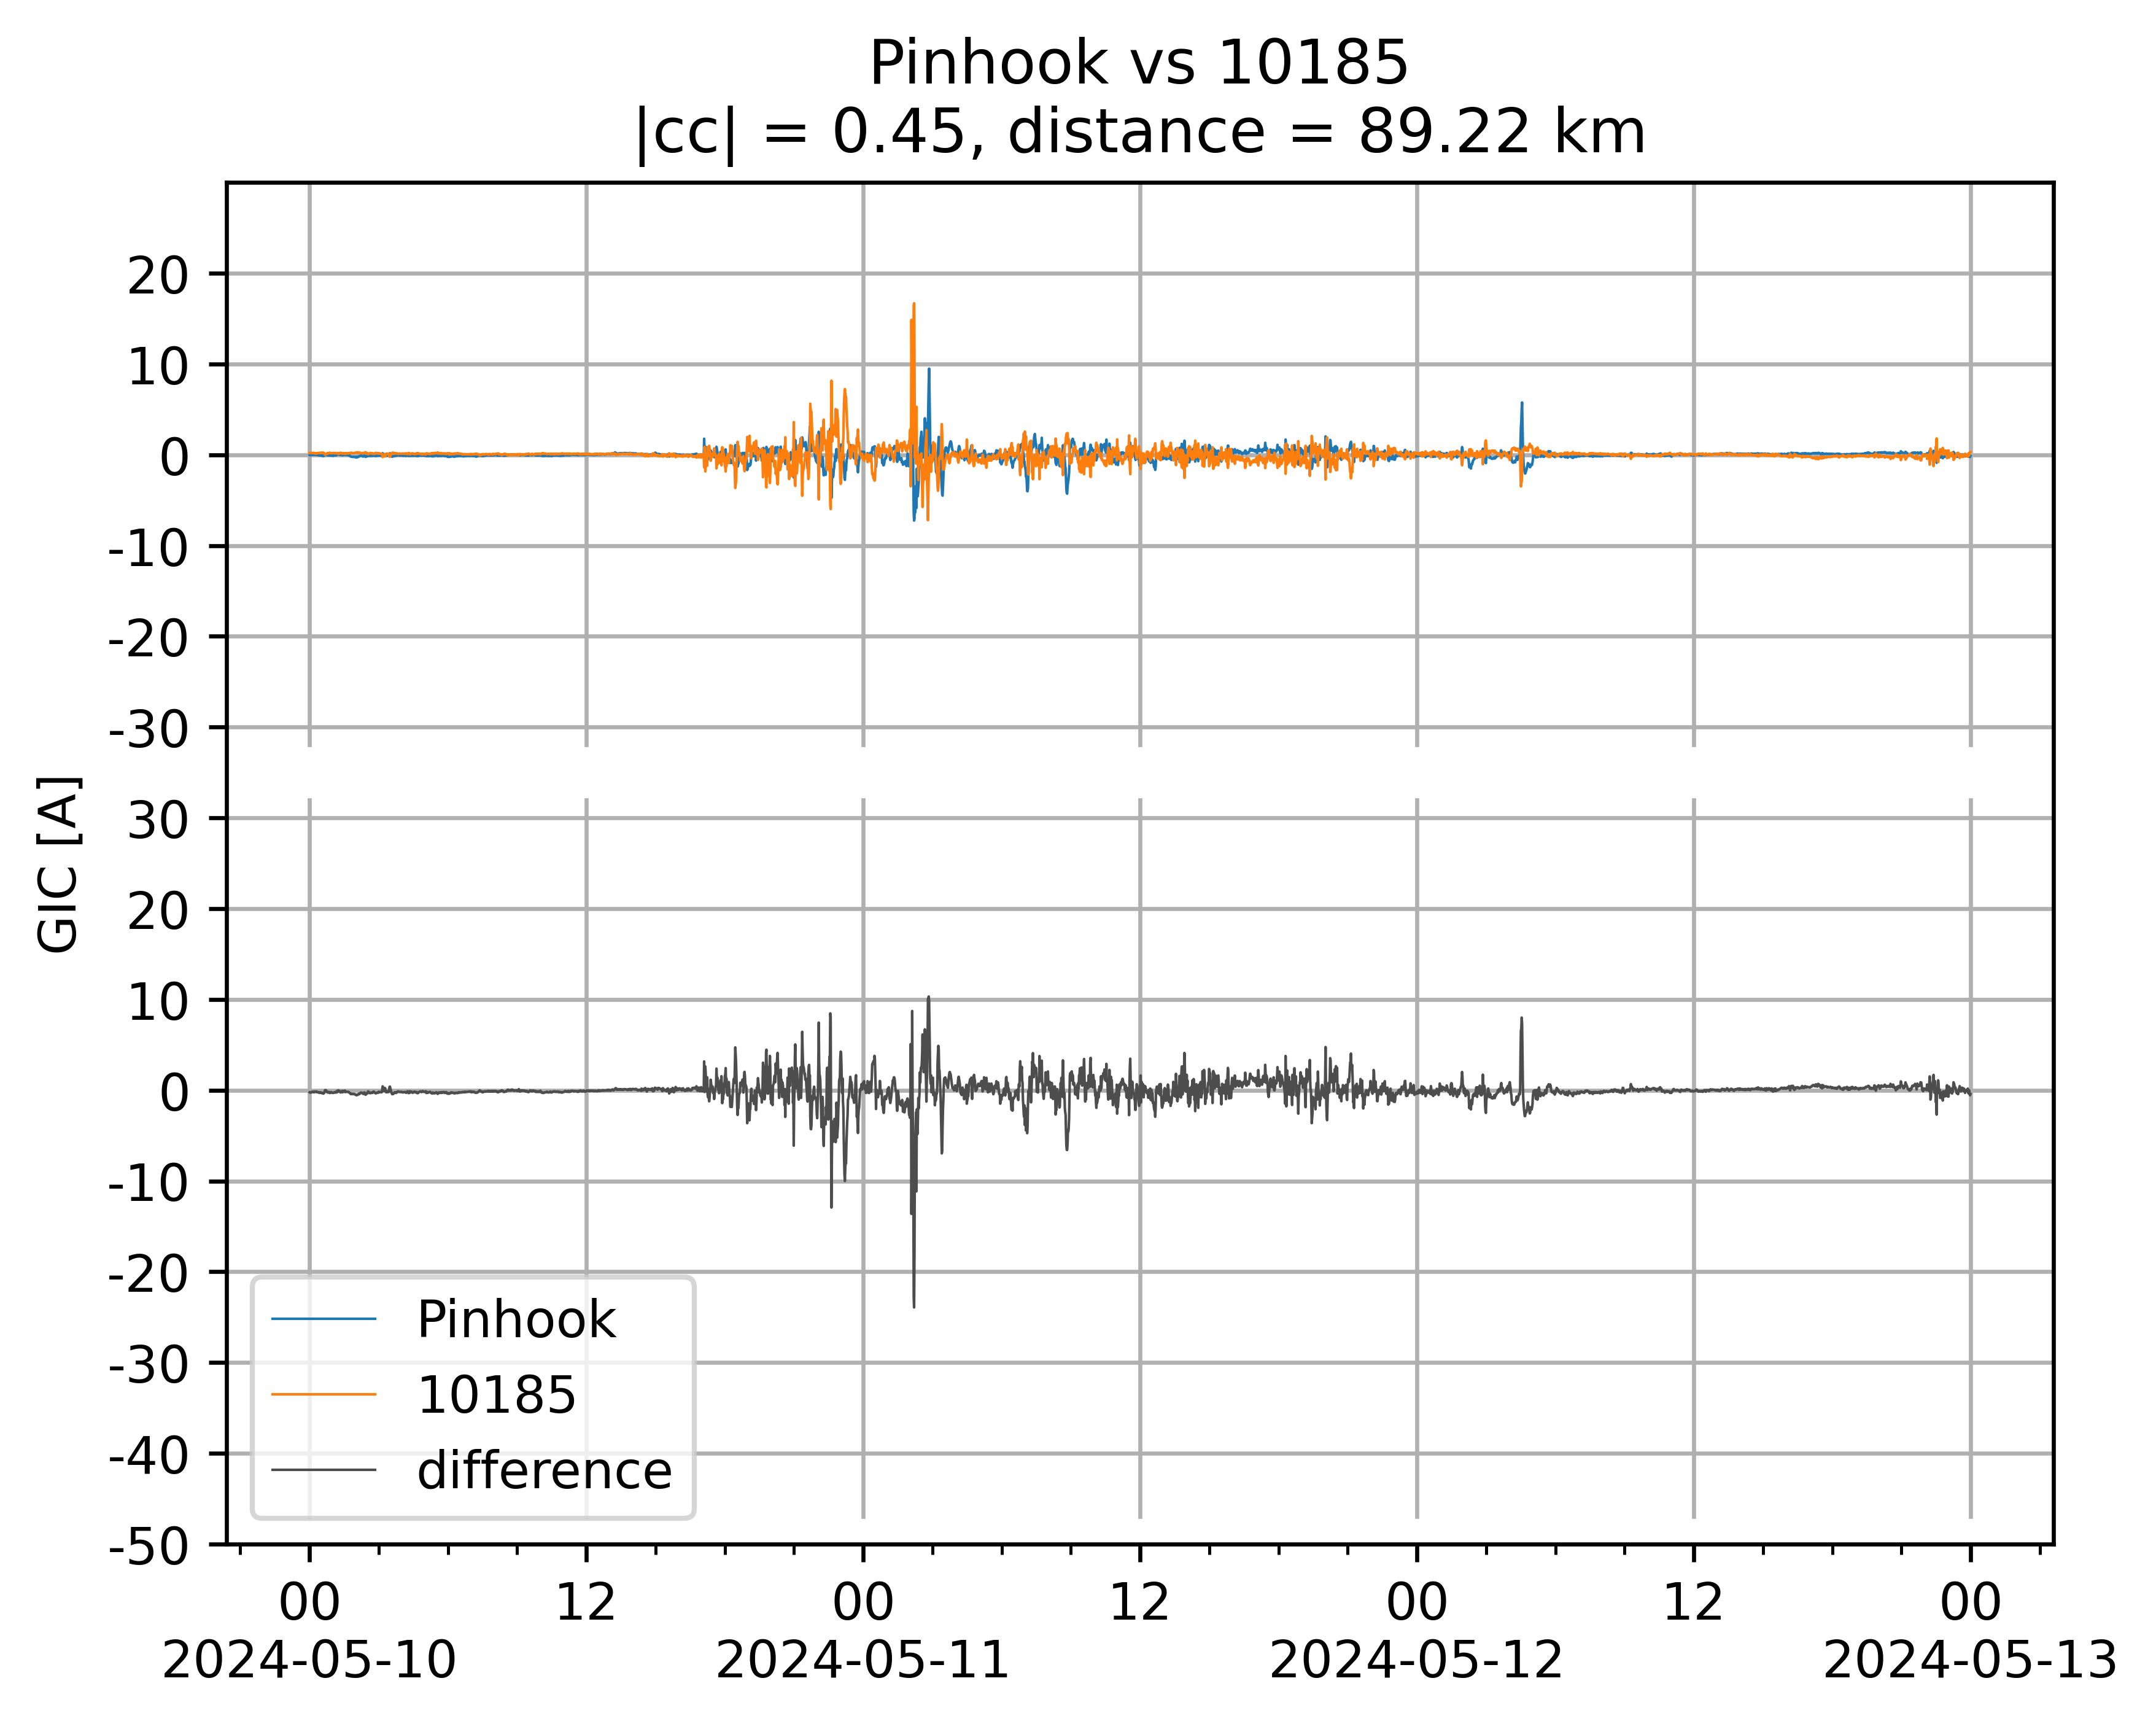 Pinhook vs 10185
|cc| = 0.45, distance = 89.22 km
20
10
0
-10
-20
-30
30
20
10
0
-10
-20
-30
-40
-50
GIC [A]
Pinhook
10185
difference
00 12 00 12 00 12 00
2024-05-10 2024-05-11 2024-05-12 2024-05-13